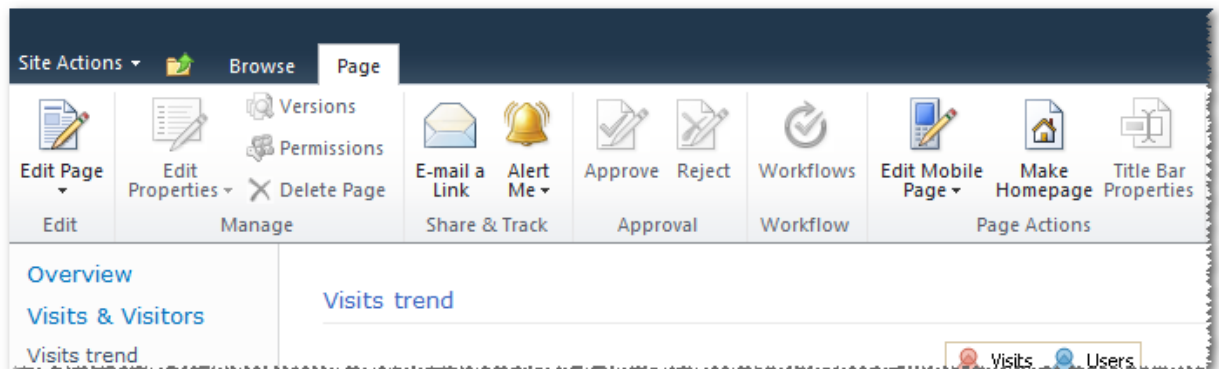 Site Actions Browse Page
Versions
Permissions
Edit Page Edit Properties Delete Page E-mail a Link Alert Me Approve Reject Workflows Edit Mobile Page Make Homepage Title Bar Properties
Edit Manage Share & Track Approval Workflow Page Actions
Overview
Visits & Visitors
Visits trend
Visits trend
Visits Users